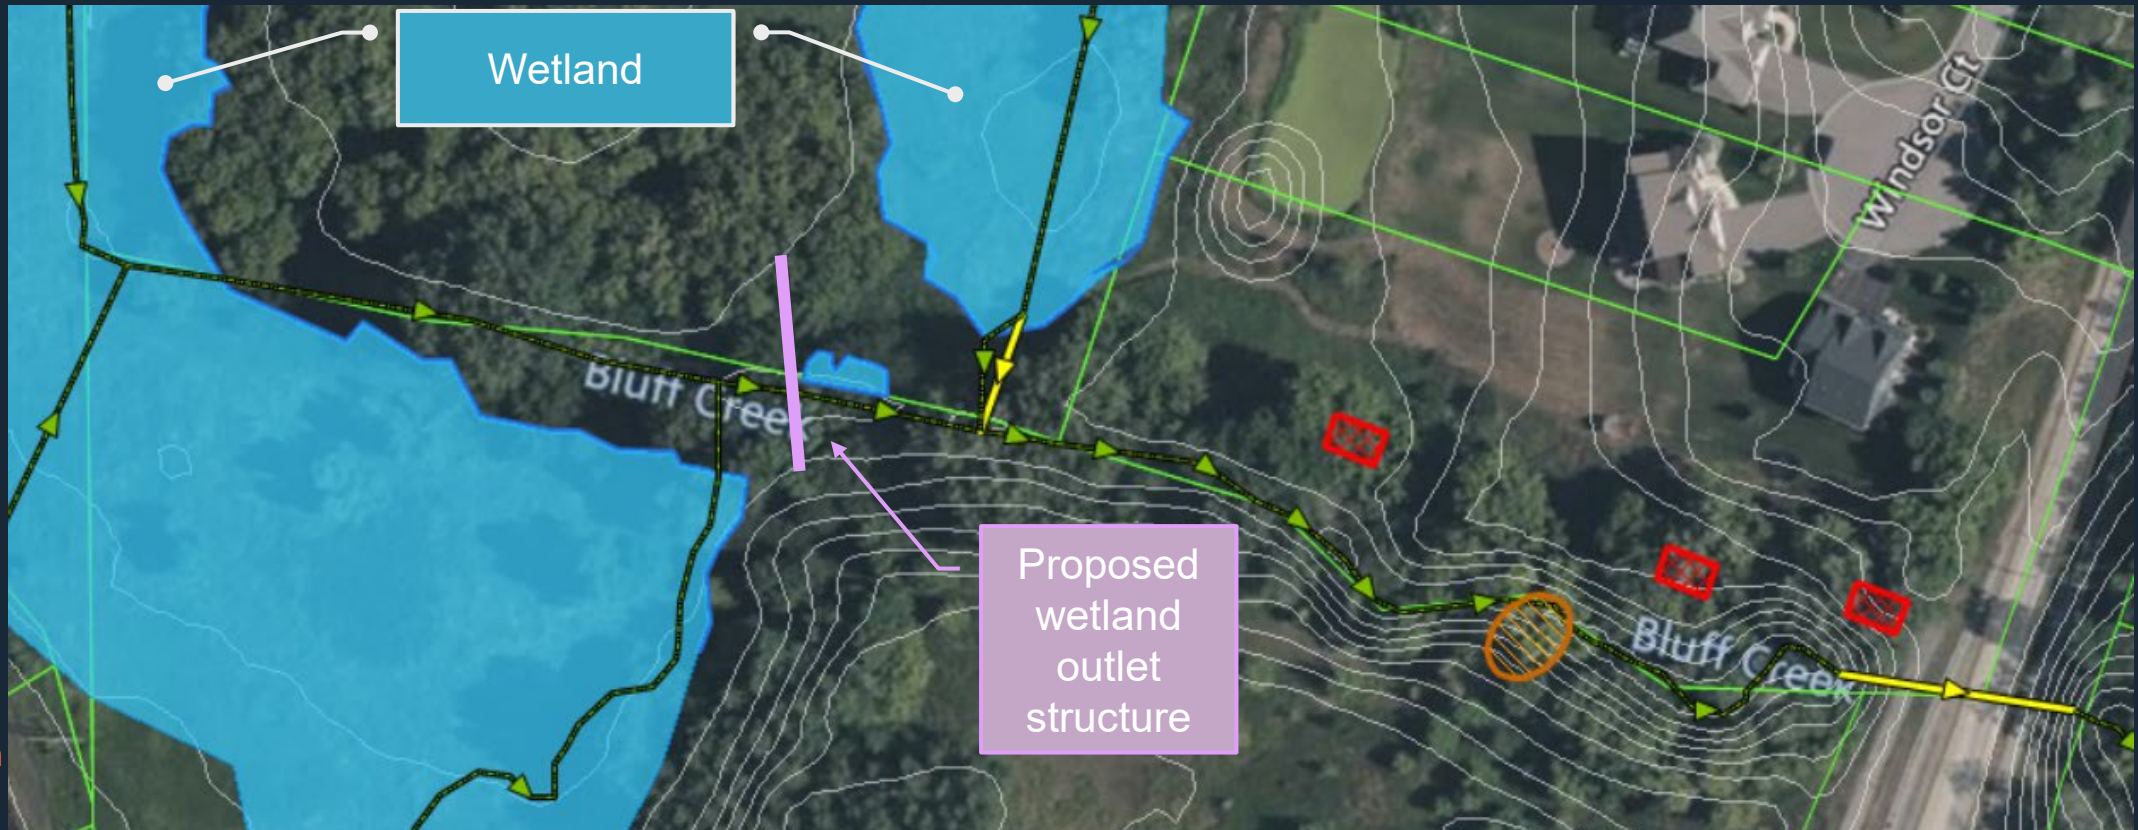 Wetland
Windsor Ct
Bluff Creek
Proposed
wetland
outlet
structure
Bluff Creek